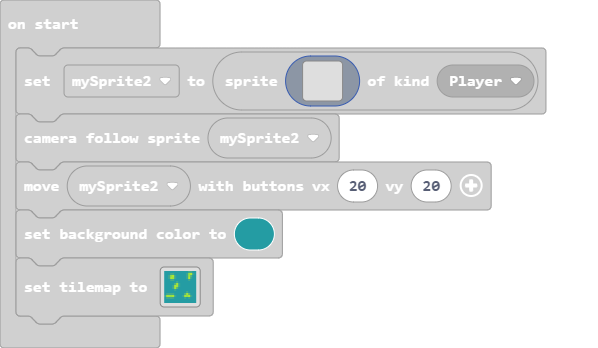 on start
set mySprite2 to sprite of kind Player
camera follow sprite mySprite2
move mySprite2 with buttons vx 20 vy 20
set background color to
set tilemap to